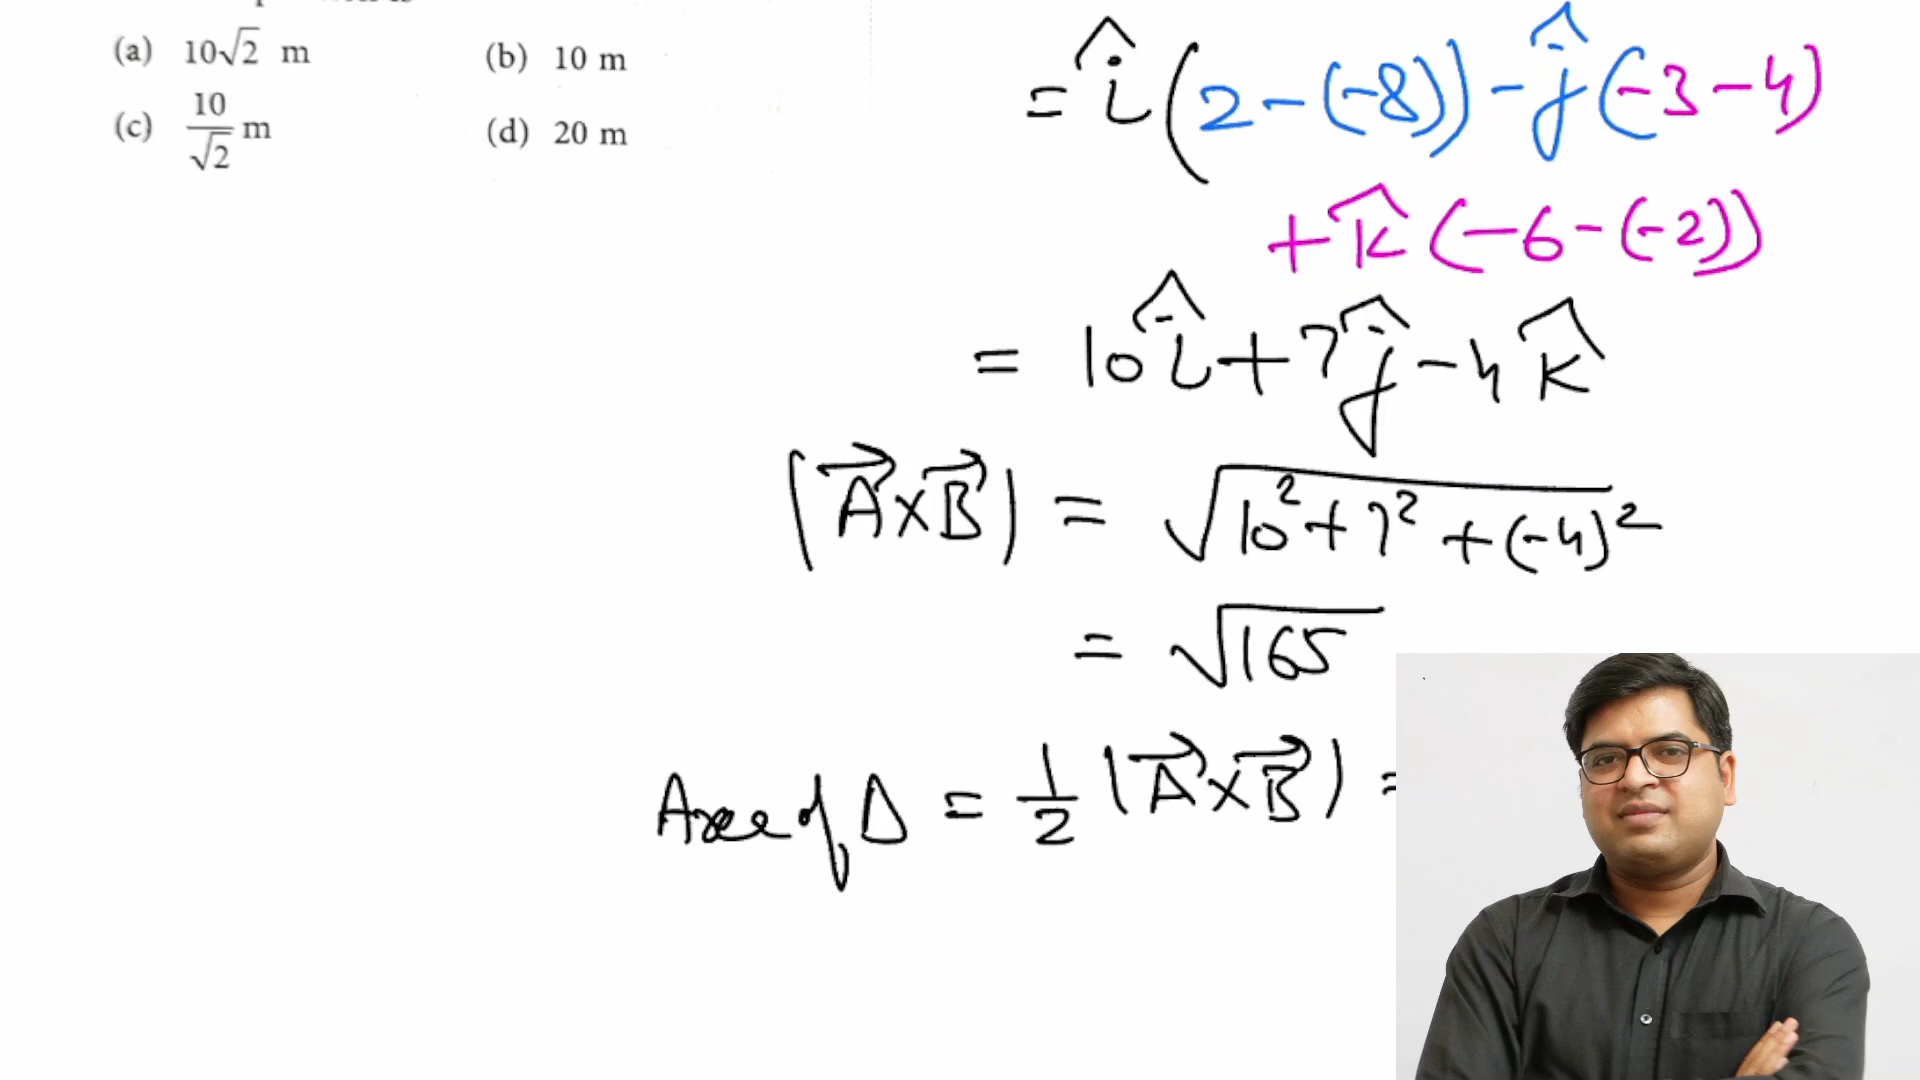 (a) 10√2 m (b) 10 m
(c) 10/√2 m (d) 20 m
= î(2-(-8)) - ĵ(-3-4)
+ k̂(-6-(-2))
= 10î + 7ĵ - 4k̂
|A⃗×B⃗| = √10²+7²+(-4)²
= √165
Area of Δ = 1/2 |A⃗×B⃗| =